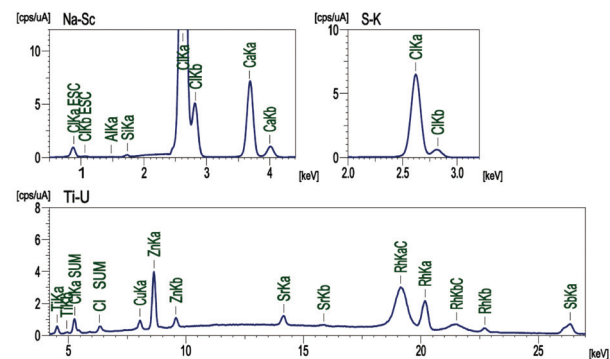 [cps/uA] Na-Sc
10
5
0
ClKa ESC
ClKb ESC
AlKa
SiKa
ClKa
ClKb
CaKa
CaKb
1 2 3 4 [keV]
[cps/uA] S-K
10
5
0
ClKa
ClKb
2.0 2.5 3.0 [keV]
[cps/uA] Ti-U
8
6
4
2
0
TiKa
TiKb
ClKa SUM
Cl SUM
CuKa
ZnKa
ZnKb
SrKa
SrKb
RhKaC
RhKa
RhKbC
RhKb
SbKa
5 10 15 20 25 [keV]